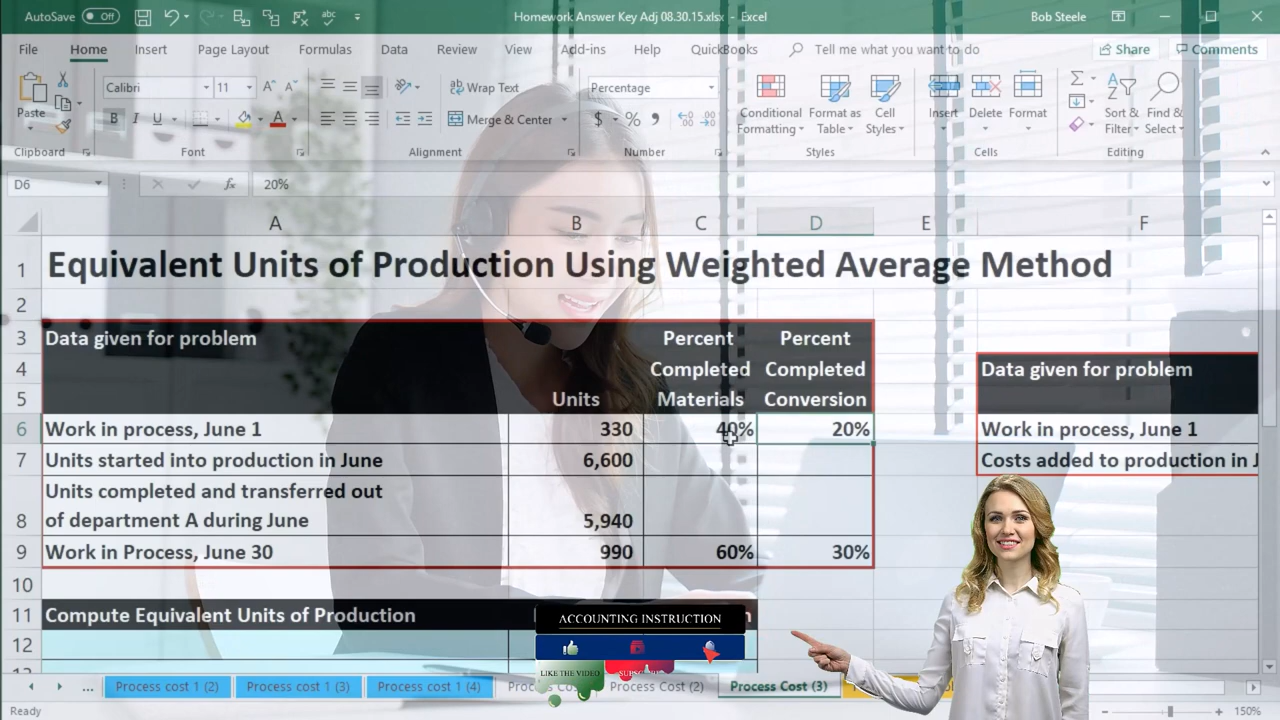 AutoSave Off
Homework Answer Key Adj 08.30.15.xlsx - Excel
Bob Steele
File Home Insert Page Layout Formulas Data Review View Add-ins Help QuickBooks Tell me what you want to do Share Comments
Calibri 11 Wrap Text Percentage
Paste
Merge & Center
Conditional Formatting
Format as Table
Cell Styles
Insert Delete Format
Sort & Filter
Find & Select
Clipboard Font Alignment Number Styles Cells Editing
D6 fx 20%
A B C D E F
1 Equivalent Units of Production Using Weighted Average Method
2
3 Data given for problem Percent Percent
4 Completed Completed Data given for problem
5 Units Materials Conversion
6 Work in process, June 1 330 40% 20% Work in process, June 1
7 Units started into production in June 6,600 Costs added to production in J
Units completed and transferred out
8 of department A during June 5,940
9 Work in Process, June 30 990 60% 30%
10
11 Compute Equivalent Units of Production
12
ACCOUNTING INSTRUCTION
LIKE THE VIDEO
... Process cost 1 (2) Process cost 1 (3) Process cost 1 (4) Process Cost (2) Process Cost (3)
Ready 150%